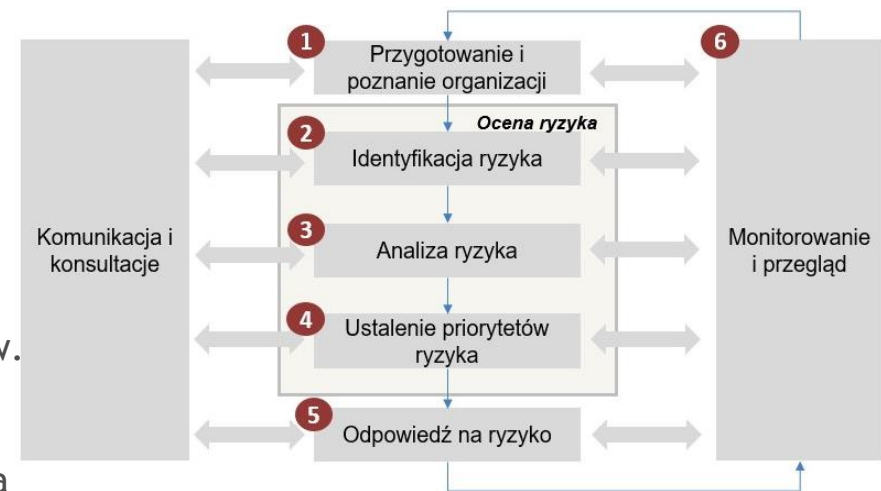 1
Przygotowanie i
poznanie organizacji
6
Ocena ryzyka
2
Identyfikacja ryzyka
3
Analiza ryzyka
Komunikacja i
konsultacje
Monitorowanie
i przegląd
4
Ustalenie priorytetów
ryzyka
5
Odpowiedź na ryzyko